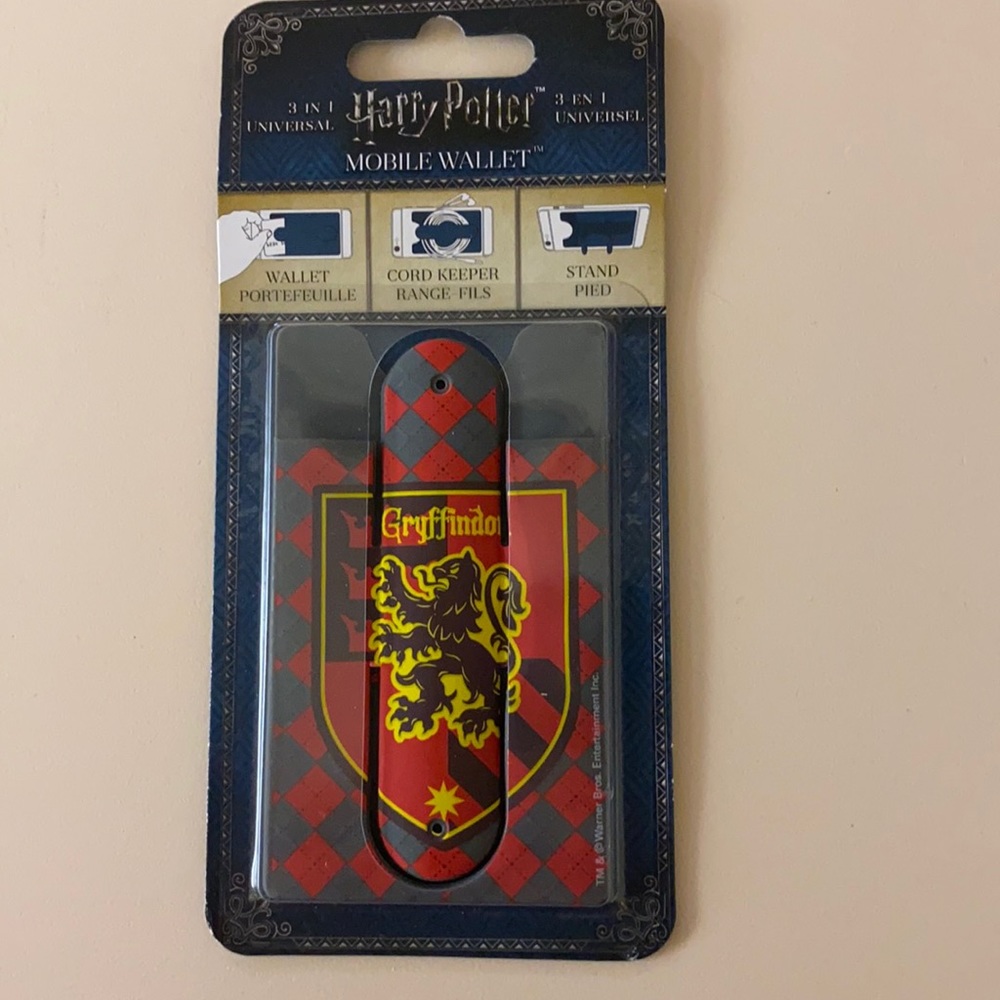 3 IN 1
UNIVERSAL
Harry Potter™
3-EN 1
UNIVERSEL
MOBILE WALLET™
WALLET
PORTEFEUILLE
CORD KEEPER
RANGE-FILS
STAND
PIED
Gryffindor
TM & © Warner Bros. Entertainment Inc.